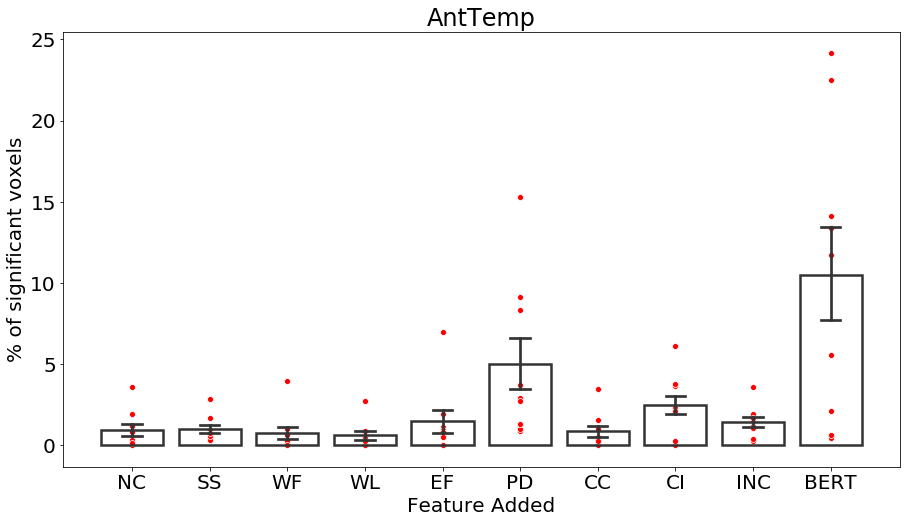 AntTemp
% of significant voxels
25
20
15
10
5
0
NC SS WF WL EF PD CC CI INC BERT
Feature Added